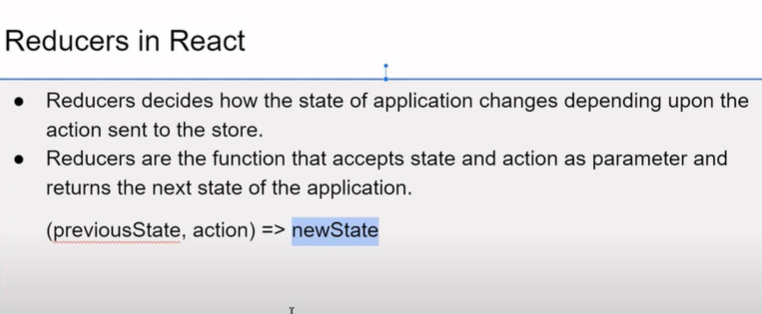 Reducers in React
● Reducers decides how the state of application changes depending upon the
action sent to the store.
● Reducers are the function that accepts state and action as parameter and
returns the next state of the application.
(previousState, action) => newState